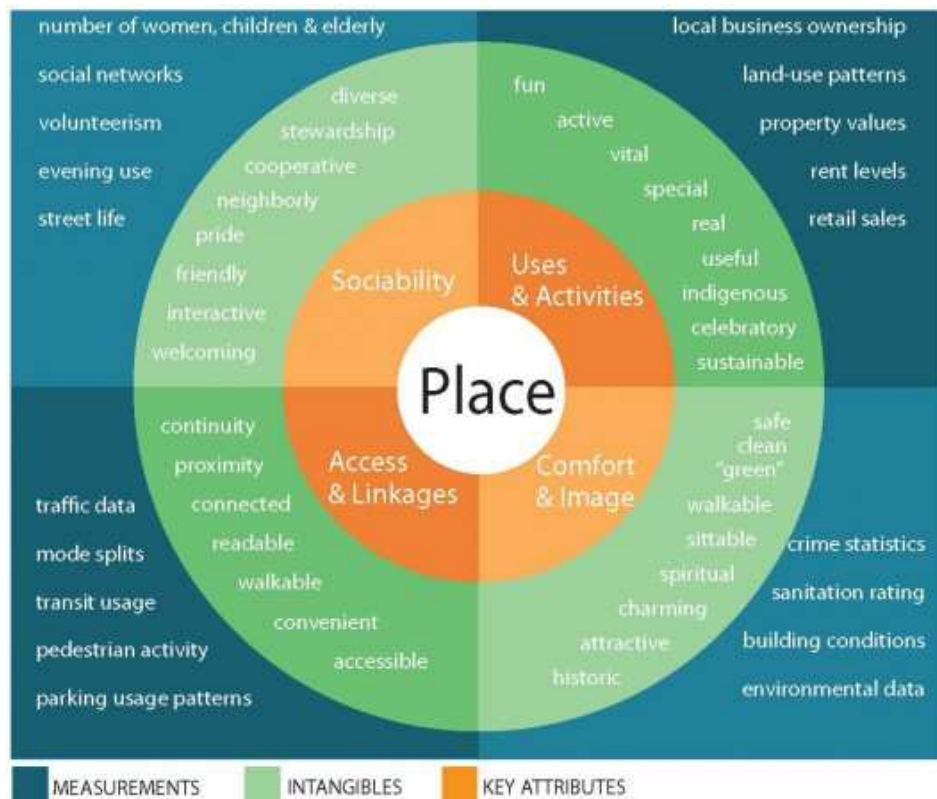 number of women, children & elderly
social networks
volunteerism
evening use
street life
diverse
stewardship
cooperative
neighborly
pride
friendly
interactive
welcoming
Sociability
fun
active
vital
special
real
useful
indigenous
celebratory
sustainable
Uses
& Activities
local business ownership
land-use patterns
property values
rent levels
retail sales
Place
traffic data
mode splits
transit usage
pedestrian activity
parking usage patterns
continuity
proximity
connected
readable
walkable
convenient
accessible
Access
& Linkages
Comfort
& Image
safe
clean
"green"
walkable
sittable
spiritual
charming
attractive
historic
crime statistics
sanitation rating
building conditions
environmental data
MEASUREMENTS
INTANGIBLES
KEY ATTRIBUTES